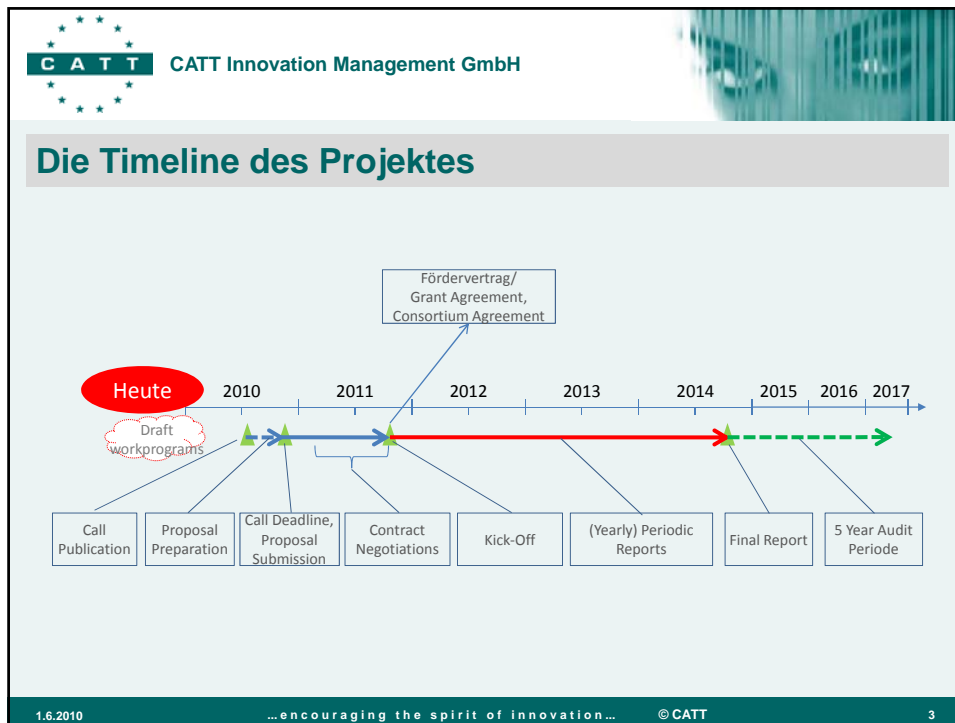 CATT
CATT Innovation Management GmbH
Die Timeline des Projektes
Fördervertrag/
Grant Agreement,
Consortium Agreement
Heute
2010 2011 2012 2013 2014 2015 2016 2017
Draft
workprograms
Call
Publication
Proposal
Preparation
Call Deadline,
Proposal
Submission
Contract
Negotiations
Kick-Off
(Yearly) Periodic
Reports
Final Report
5 Year Audit
Periode
1.6.2010 ...encouraging the spirit of innovation... © CATT 3